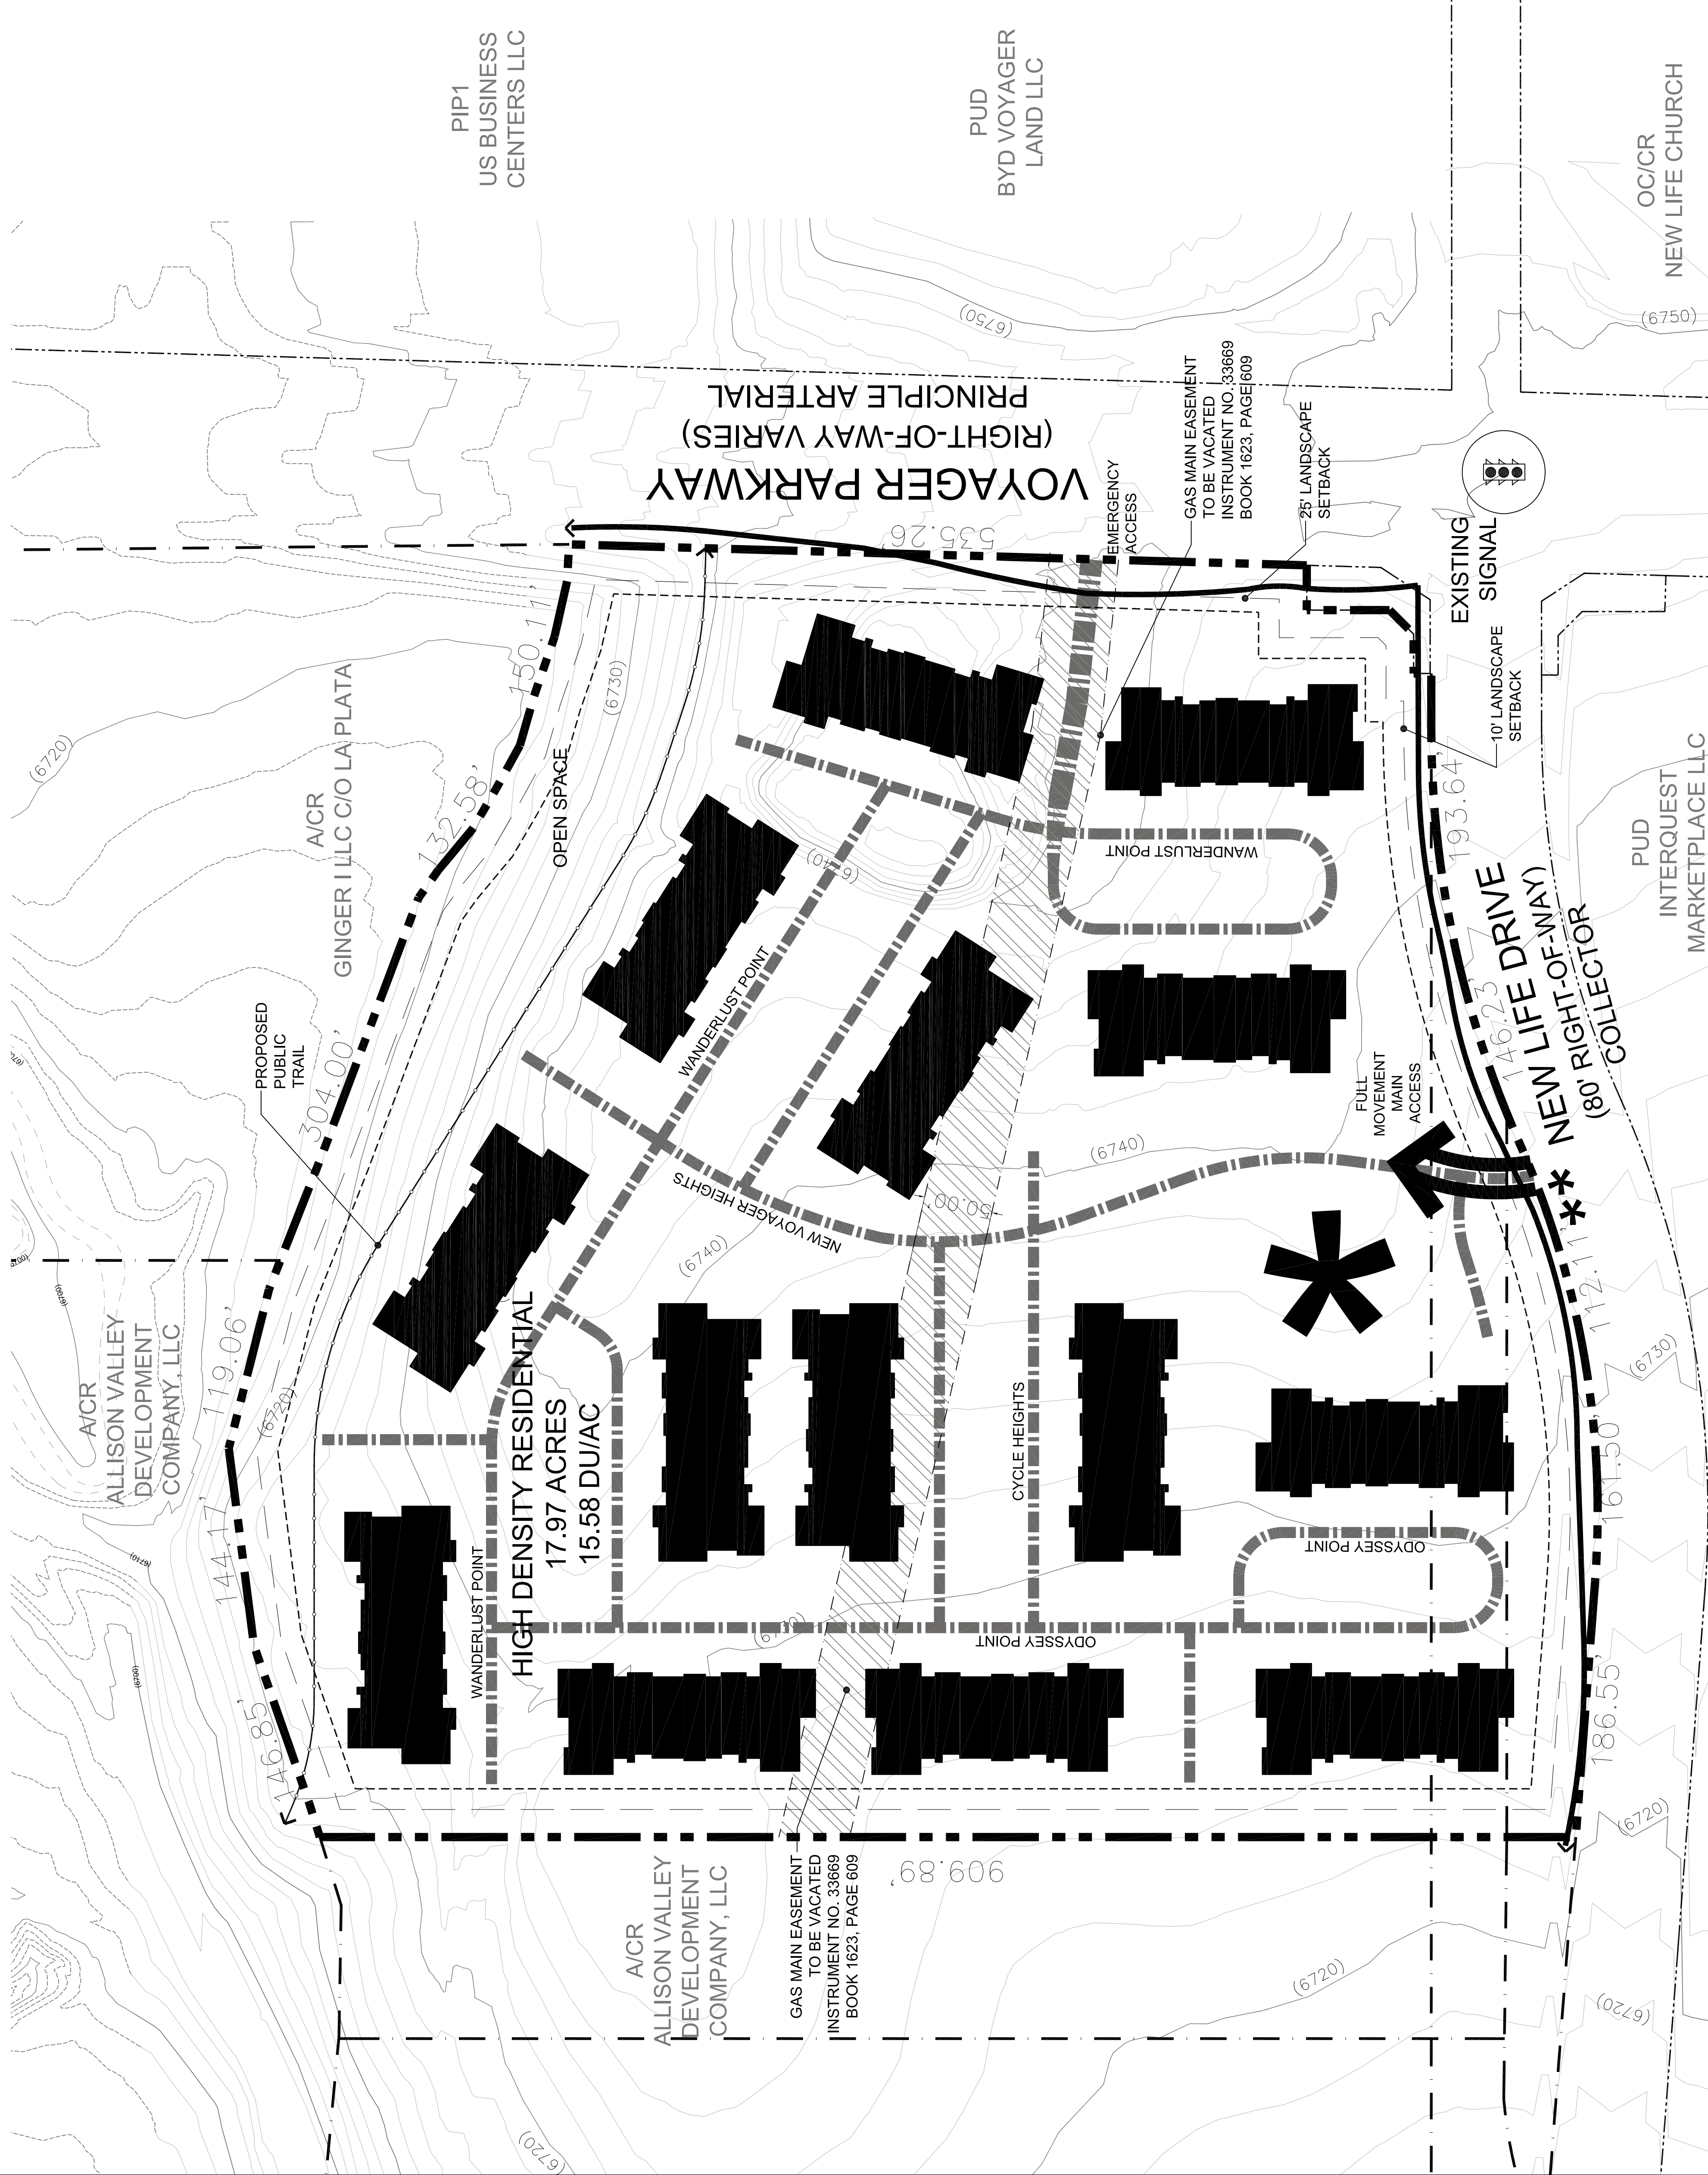 PIP1
US BUSINESS
CENTERS LLC
PUD
BYD VOYAGER
LAND LLC
OC/CR
NEW LIFE CHURCH
(6750)
(6750)
VOYAGER PARKWAY
(RIGHT-OF-WAY VARIES)
PRINCIPLE ARTERIAL
GAS MAIN EASEMENT
TO BE VACATED
INSTRUMENT NO. 33669
BOOK 1623, PAGE 609
25' LANDSCAPE
SETBACK
EMERGENCY
ACCESS
EXISTING
SIGNAL
10' LANDSCAPE
SETBACK
535.26'
150.11'
132.58'
304.00'
119.06'
144.17'
146.85'
909.89'
186.55'
161.50'
12.11'
146.23'
193.64'
(6720)
A/CR
GINGER I LLC C/O LA PLATA
OPEN SPACE
(6730)
PROPOSED
PUBLIC
TRAIL
WANDERLUST POINT
WANDERLUST POINT
NEW VOYAGER HEIGHTS
50.00'
(6740)
(6740)
(6740)
FULL
MOVEMENT
MAIN
ACCESS
** NEW LIFE DRIVE
(80' RIGHT-OF-WAY)
COLLECTOR
PUD
INTERQUEST
MARKETPLACE LLC
A/CR
ALLISON VALLEY
DEVELOPMENT
COMPANY, LLC
(6700)
(6700)
(6720)
(6710)
(6700)
HIGH DENSITY RESIDENTIAL
17.97 ACRES
15.58 DU/AC
WANDERLUST POINT
CYCLE HEIGHTS
ODYSSEY POINT
ODYSSEY POINT
(6730)
(6730)
A/CR
ALLISON VALLEY
DEVELOPMENT
COMPANY, LLC
GAS MAIN EASEMENT
TO BE VACATED
INSTRUMENT NO. 33669
BOOK 1623, PAGE 609
(6720)
(6720)
(6720)
(6720)